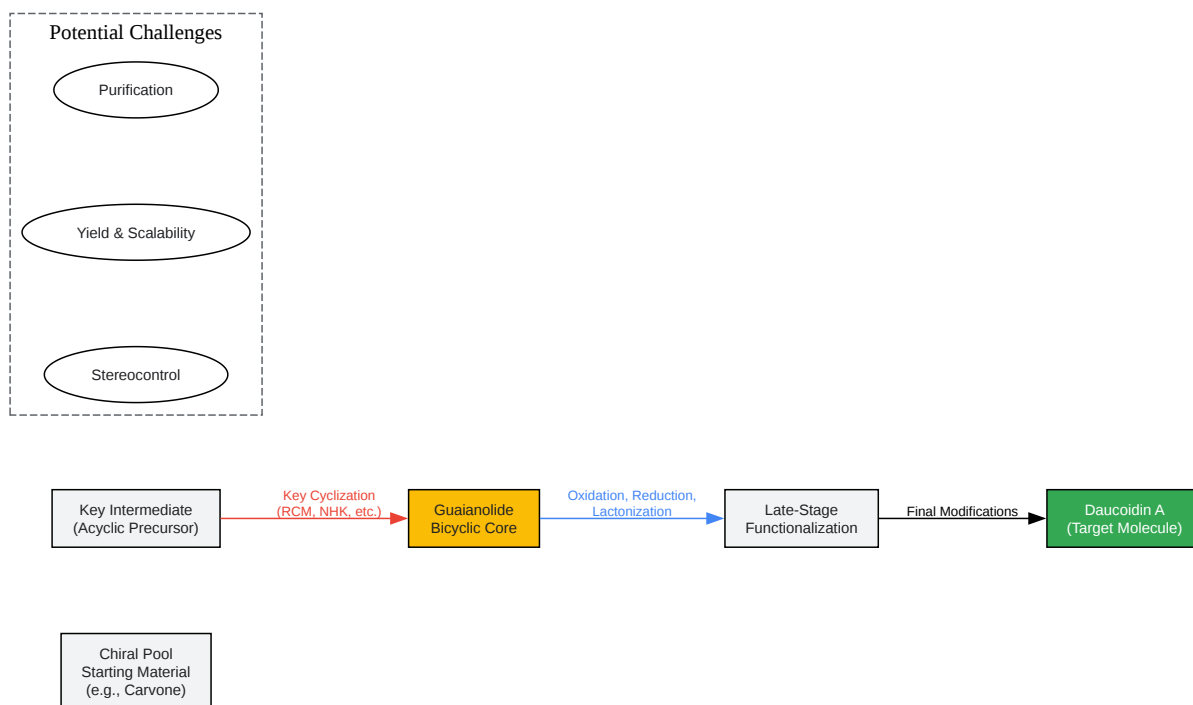 Potential Challenges
Purification
Yield & Scalability
Stereocontrol
Key Intermediate
(Acyclic Precursor)
Key Cyclization
(RCM, NHK, etc.)
Guaianolide
Bicyclic Core
Oxidation, Reduction,
Lactonization
Late-Stage
Functionalization
Final Modifications
Daucoidin A
(Target Molecule)
Chiral Pool
Starting Material
(e.g., Carvone)